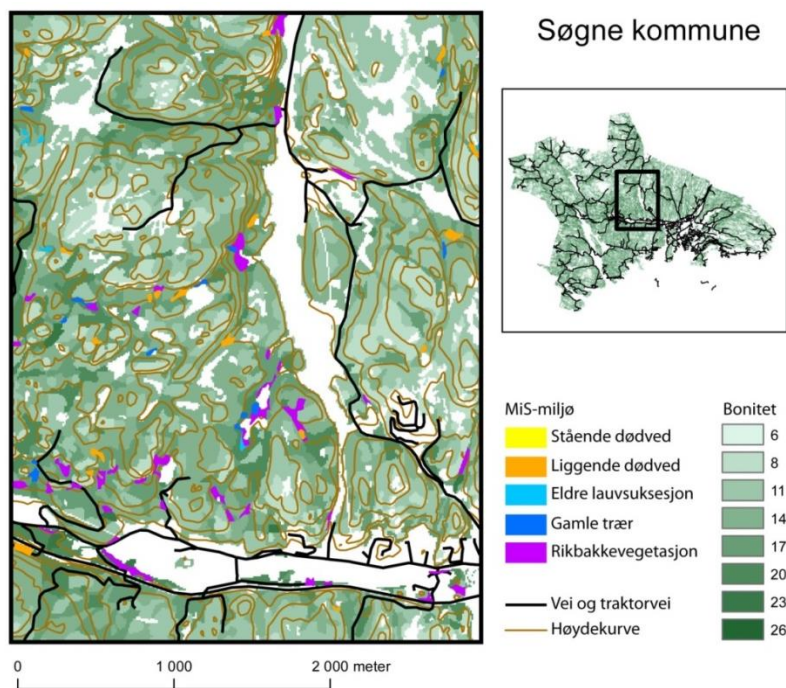 Søgne kommune
MiS-miljø
Stående dødved
Liggende dødved
Eldre lauvsuksesjon
Gamle trær
Rikbakkevegetasjon
Vei og traktorvei
Høydekurve
Bonitet
6
8
11
14
17
20
23
26
0 1 000 2 000 meter